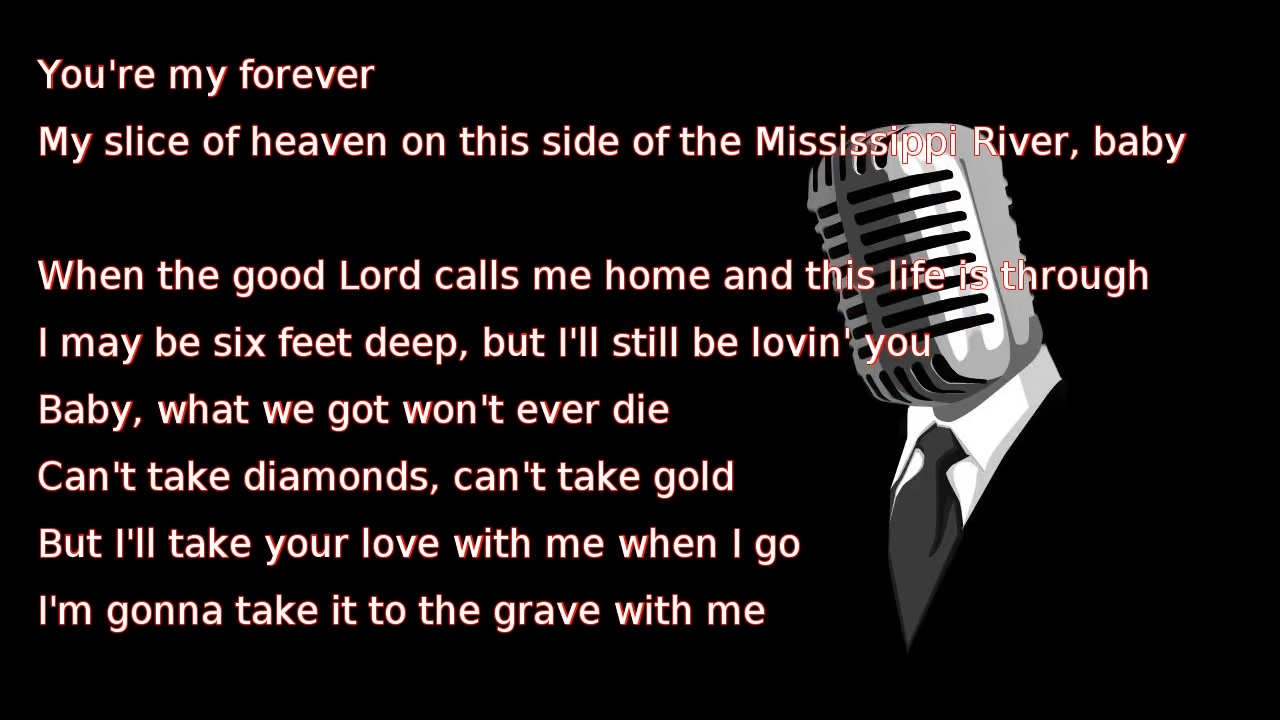 You're my forever
My slice of heaven on this side of the Mississippi River, baby
When the good Lord calls me home and this life is through
I may be six feet deep, but I'll still be lovin' you
Baby, what we got won't ever die
Can't take diamonds, can't take gold
But I'll take your love with me when I go
I'm gonna take it to the grave with me